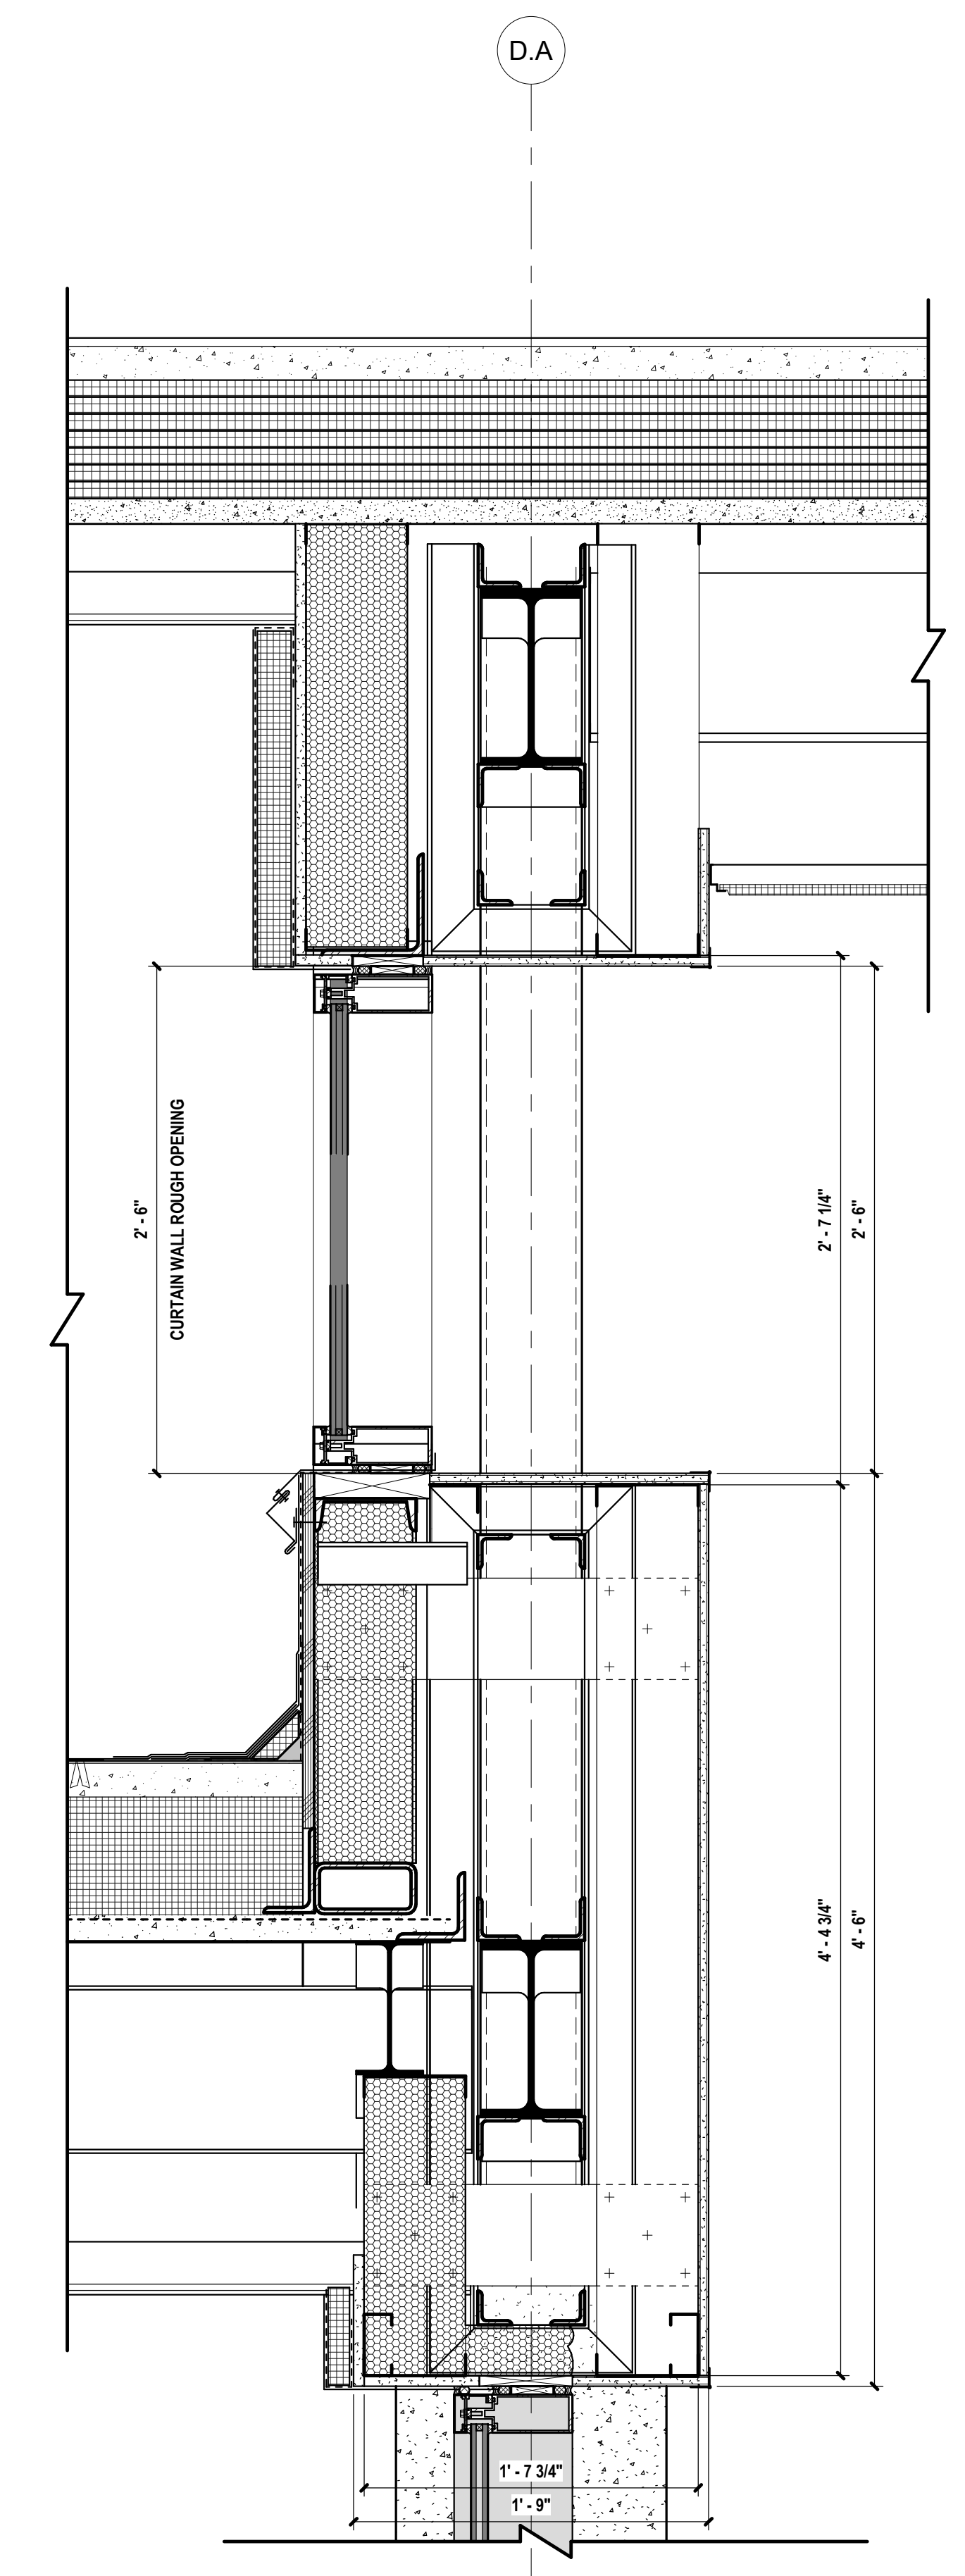 D.A
2' - 6"
CURTAIN WALL ROUGH OPENING
2' - 7 1/4"
2' - 6"
4' - 4 3/4"
4' - 6"
1' - 7 3/4"
1' - 9"